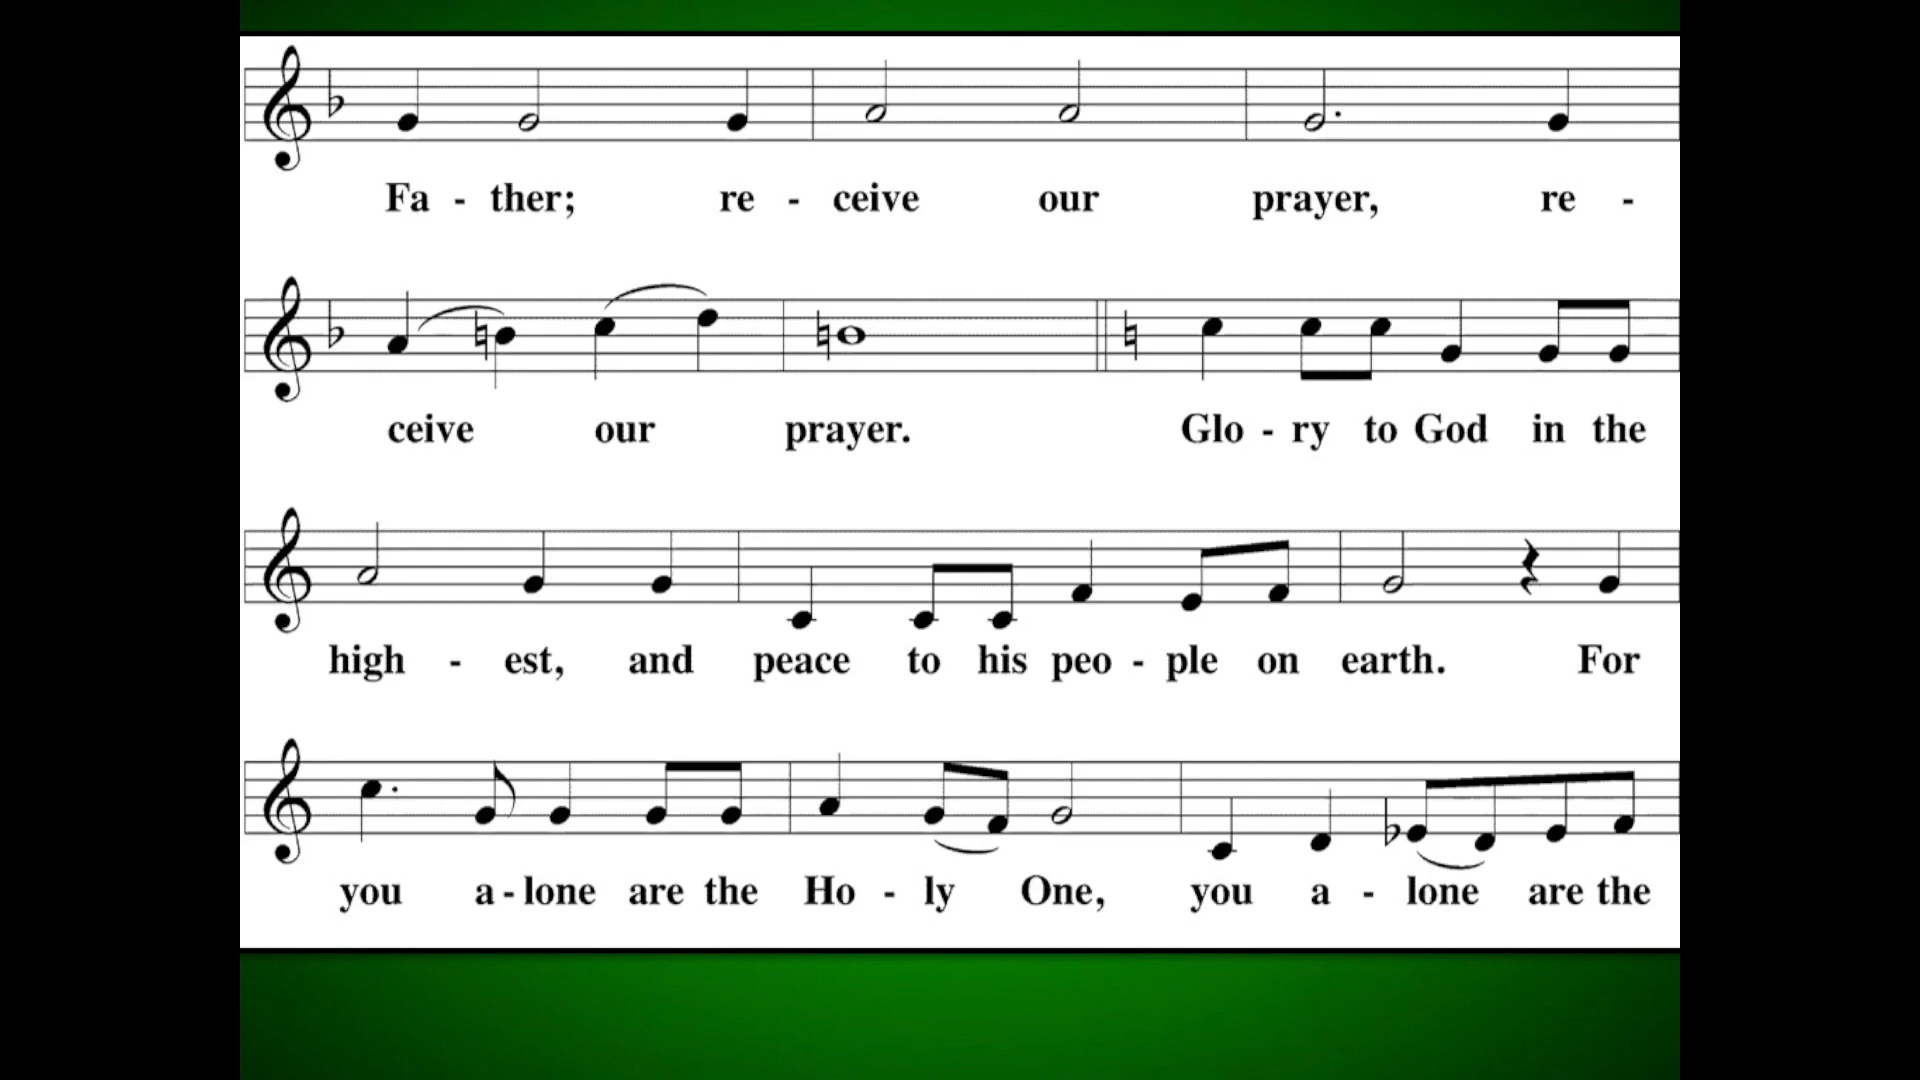 Fa - ther; re - ceive our prayer, re -
ceive our prayer. Glo - ry to God in the
high - est, and peace to his peo - ple on earth. For
you a - lone are the Ho - ly One, you a - lone are the